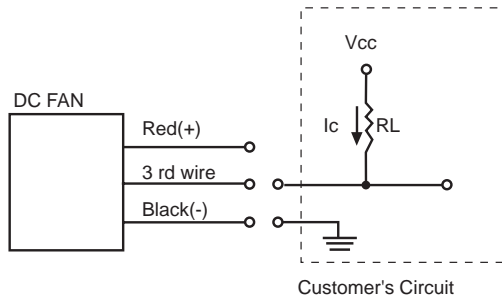 Vcc
DC FAN
Ic
RL
Red(+)
3 rd wire
Black(-)
Customer's Circuit